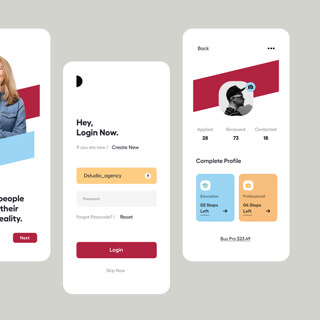 people
their
eality.
Next
Hey,
Login Now.
If you are new / Create New
Dstudio_agency
Password
Forgot Passcode? / Reset
Login
Skip Now
Back
Applied Reviewed Contacted
28 73 18
Complete Profile
Education Professional
02 Steps 06 Steps
Left Left
Buy Pro $23.49